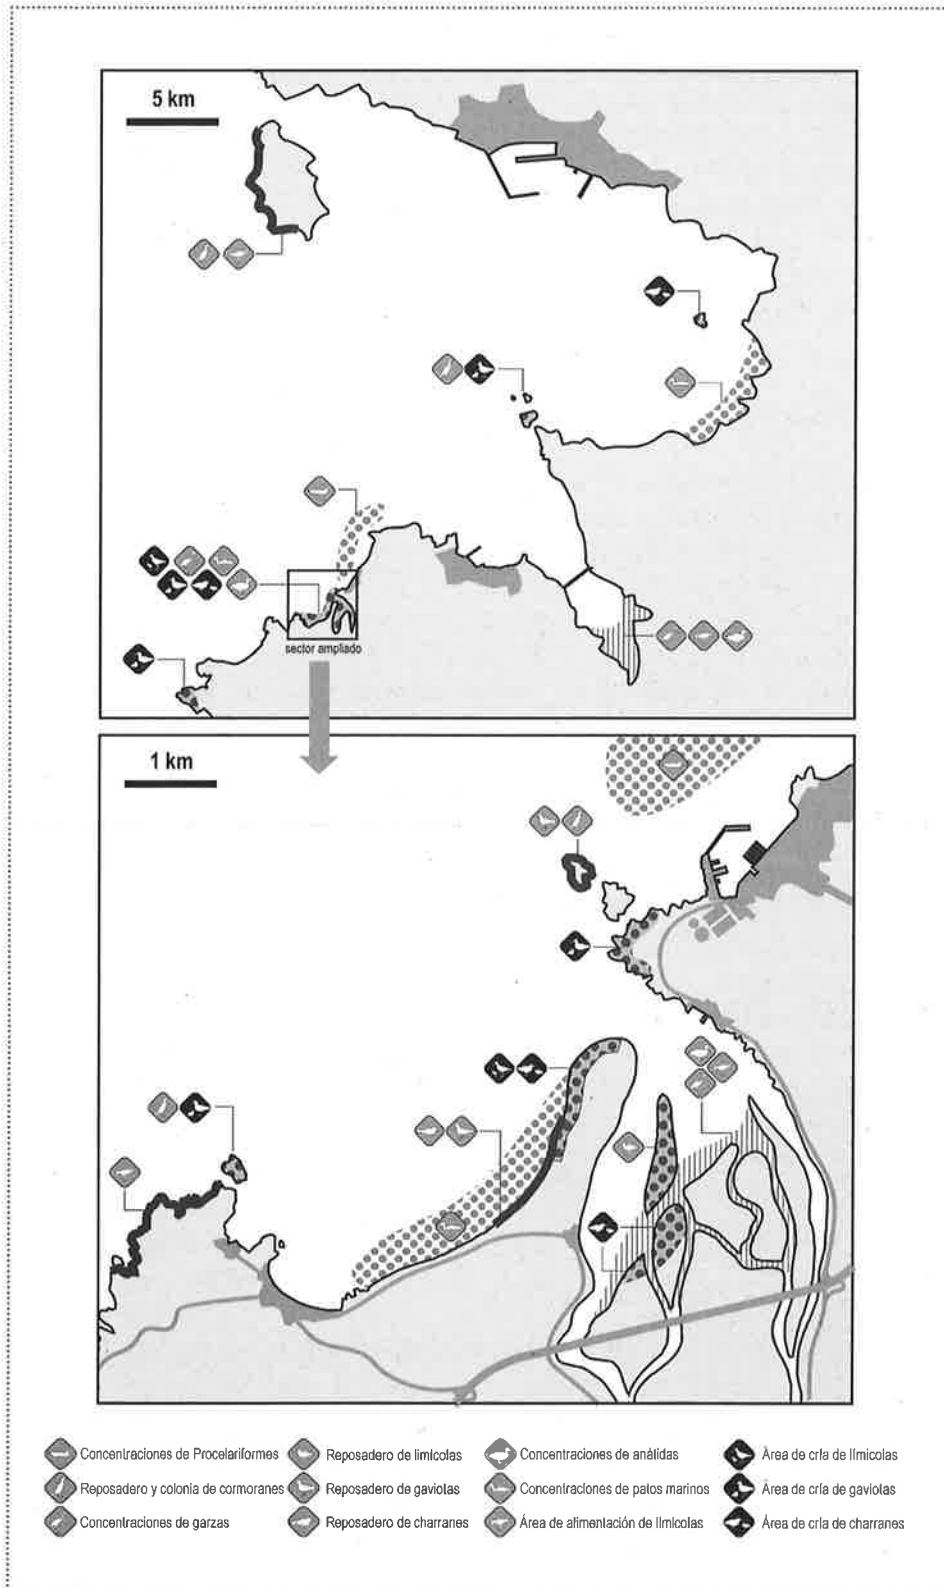 5 km
sector ampliado
1 km
Concentraciones de Procelariformes
Reposadero de limícolas
Concentraciones de anátidas
Área de cría de límicolas
Reposadero y colonia de cormoranes
Reposadero de gaviotas
Concentraciones de patos marinos
Área de cría de gaviotas
Concentraciones de garzas
Reposadero de charranes
Área de alimentación de límicolas
Área de cría de charranes